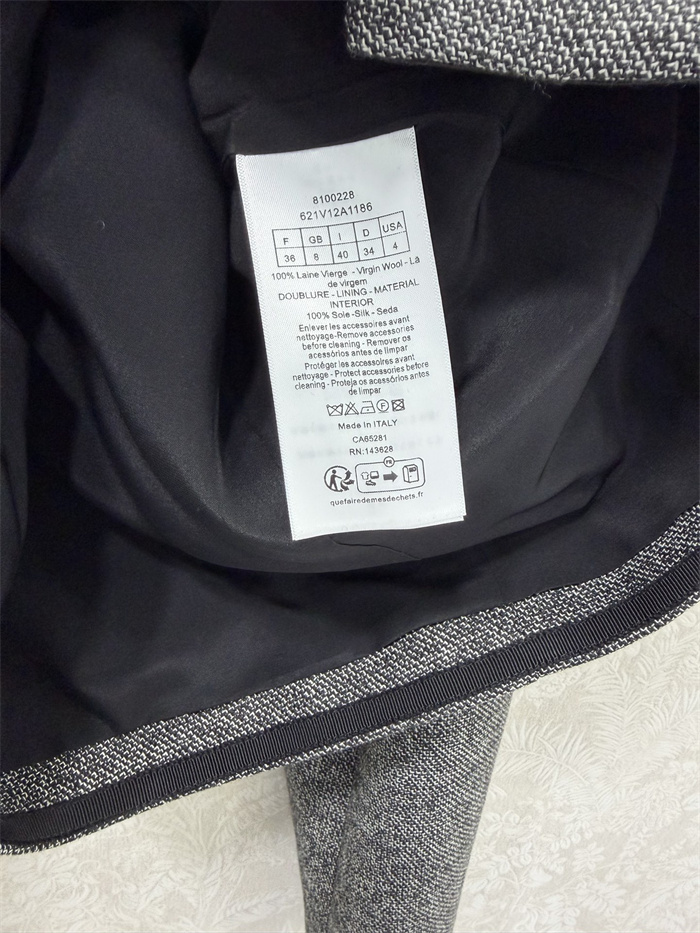 8100228
621V12A1186
F GB I D USA
36 8 40 34 4
100% Laine Vierge - Virgin Wool - Lã
de virgem
DOUBLURE - LINING - MATERIAL
INTERIOR
100% Soie -Silk - Seda
Enlever les accessoires avant
nettoyage-Remove accessories
before cleaning - Remover os
acessórios antes de limpar
Protéger les accessoires avant
nettoyage - Protect accessories before
cleaning - Proteja os acessórios antes
de limpar
F
Made in ITALY
CA65281
RN:143628
FR
quefairedemesdechets.fr